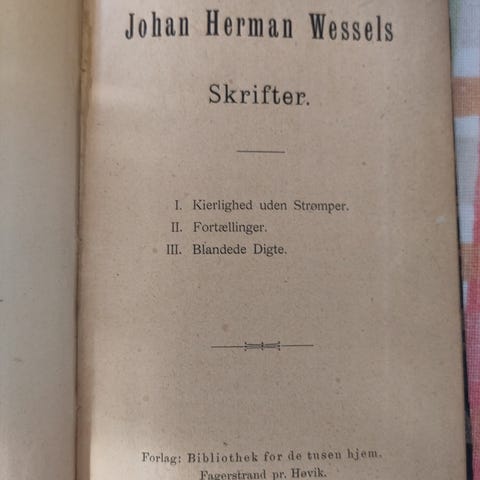 Johan Herman Wessels
Skrifter.
I. Kierlighed uden Strømper.
II. Fortællinger.
III. Blandede Digte.
Forlag: Bibliothek for de tusen hjem.
Fagerstrand pr. Høvik.